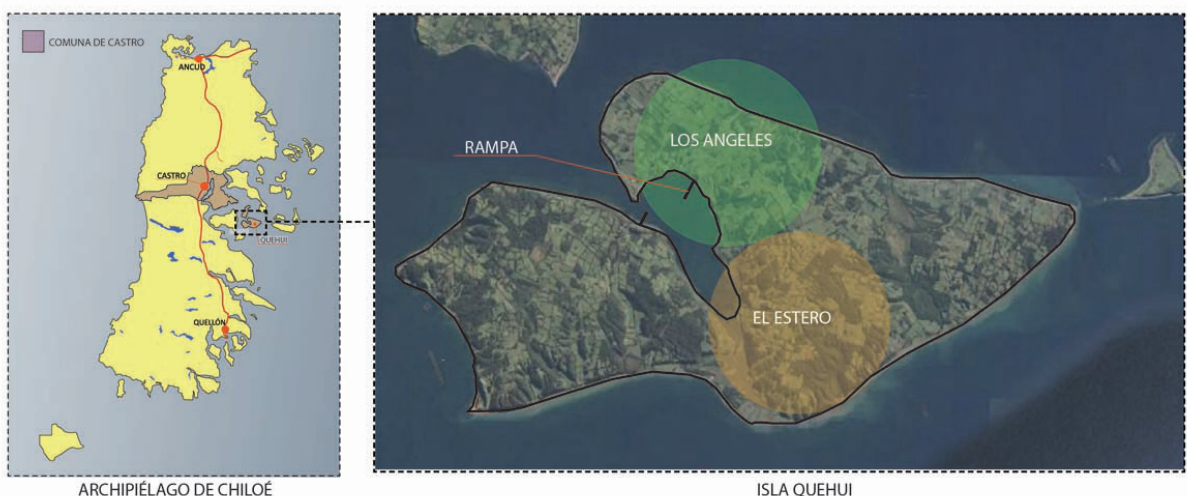 COMUNA DE CASTRO
ANCUD
CASTRO
QUEHUI
QUELLÓN
ARCHIPIÉLAGO DE CHILOÉ
LOS ANGELES
RAMPA
EL ESTERO
ISLA QUEHUI